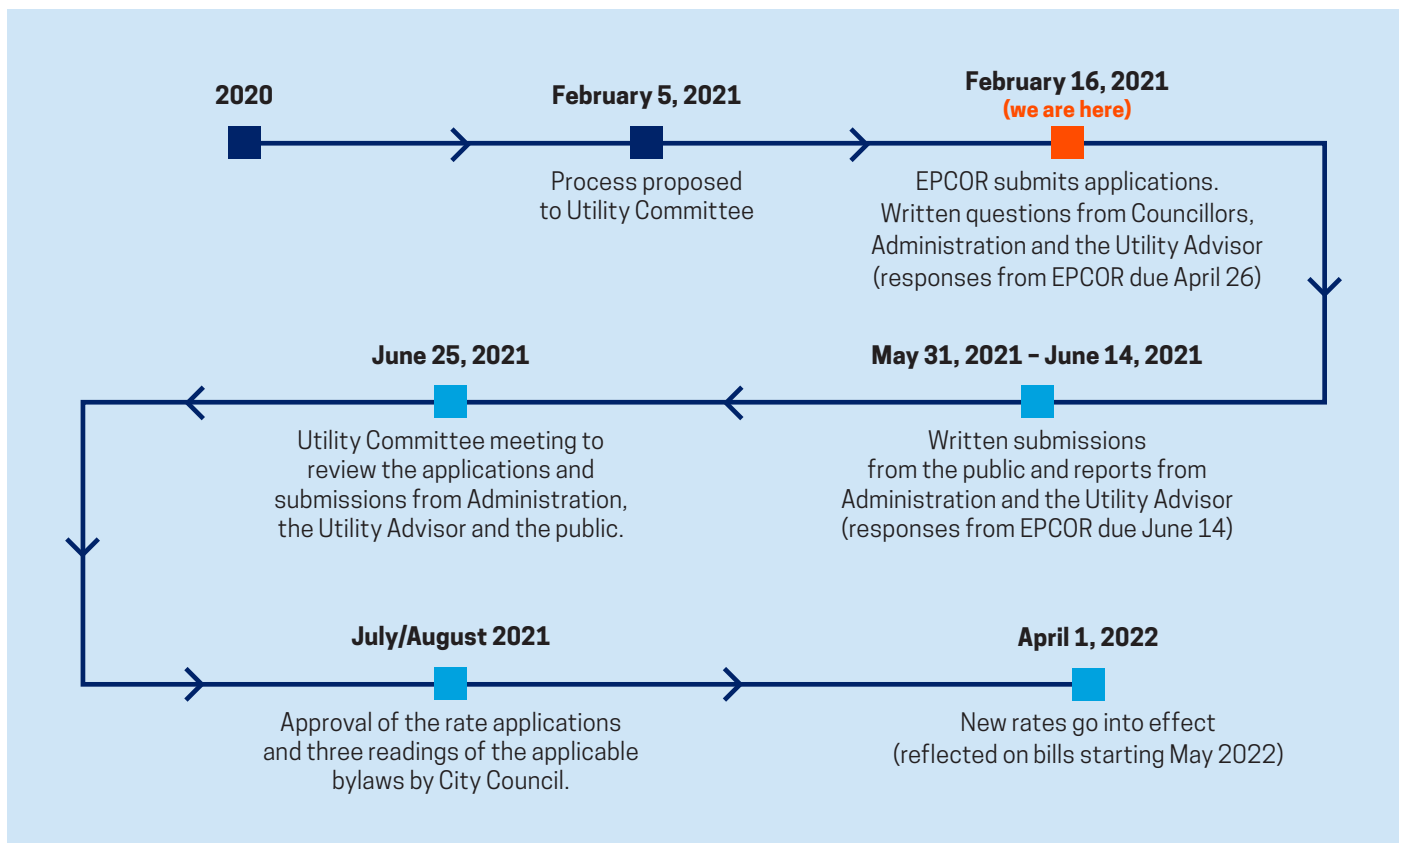 2020
February 5, 2021
Process proposed
to Utility Committee
February 16, 2021
(we are here)
EPCOR submits applications.
Written questions from Councillors,
Administration and the Utility Advisor
(responses from EPCOR due April 26)
May 31, 2021 – June 14, 2021
Written submissions
from the public and reports from
Administration and the Utility Advisor
(responses from EPCOR due June 14)
June 25, 2021
Utility Committee meeting to
review the applications and
submissions from Administration,
the Utility Advisor and the public.
July/August 2021
Approval of the rate applications
and three readings of the applicable
bylaws by City Council.
April 1, 2022
New rates go into effect
(reflected on bills starting May 2022)